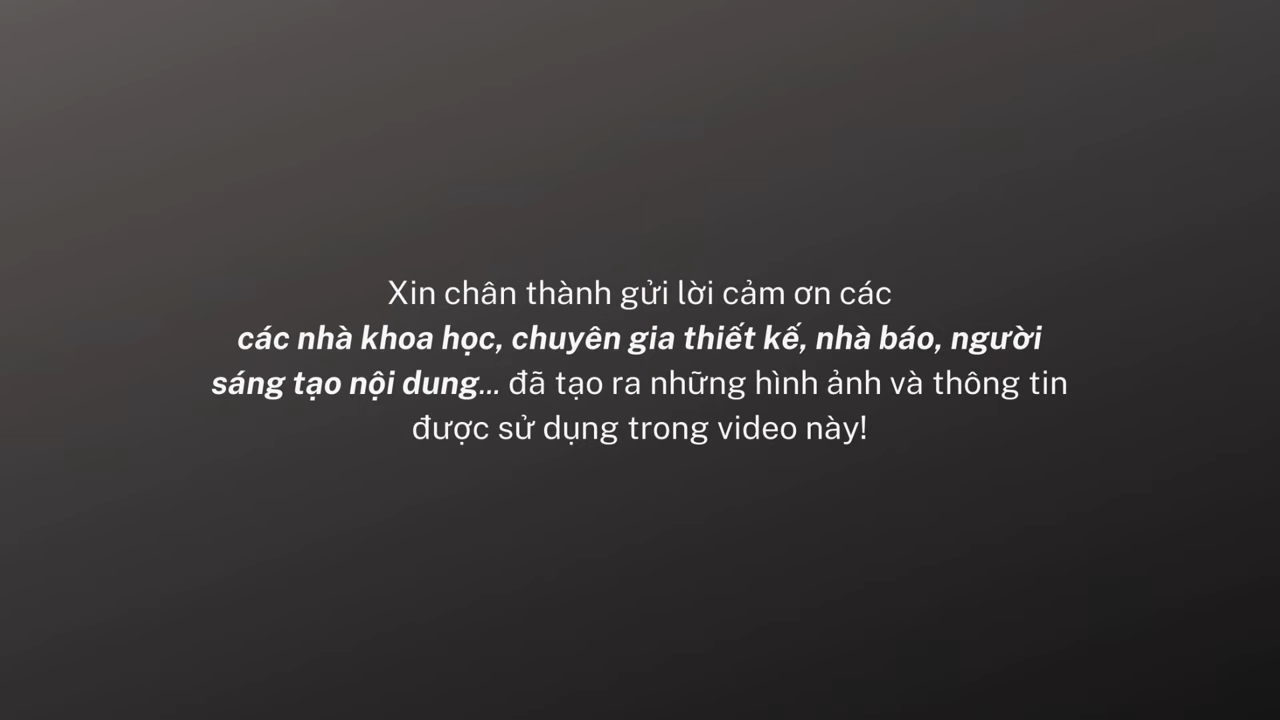 Xin chân thành gửi lời cảm ơn các
các nhà khoa học, chuyên gia thiết kế, nhà báo, người
sáng tạo nội dung... đã tạo ra những hình ảnh và thông tin
được sử dụng trong video này!